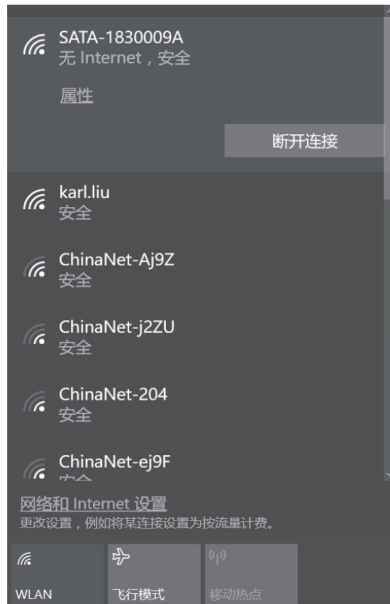 SATA-1830009A
无 Internet，安全
属性
断开连接
karl.liu
安全
ChinaNet-Aj9Z
安全
ChinaNet-j2ZU
安全
ChinaNet-204
安全
ChinaNet-ej9F
网络和 Internet 设置
更改设置，例如将某连接设置为按流量计费。
WLAN
飞行模式
移动热点